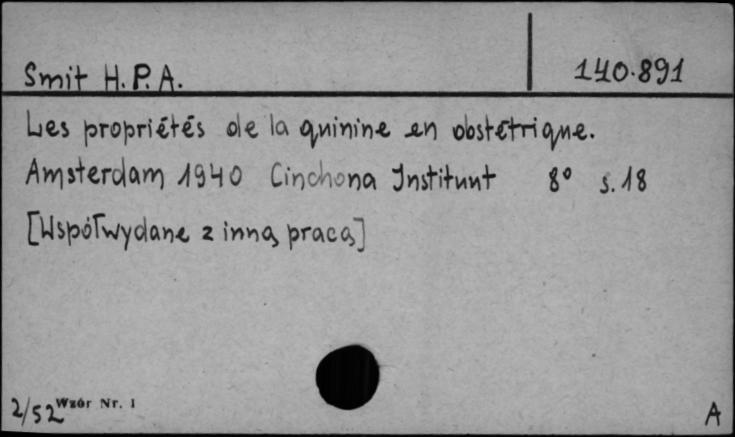 Smit H.P.A. 140.891
Les propriétés de la quinine en obstétrique.
Amsterdam 1940 Cinchona Instituut 8° s.18
[Współwydane z inną pracą]
2/52 Wzór Nr. 1 A